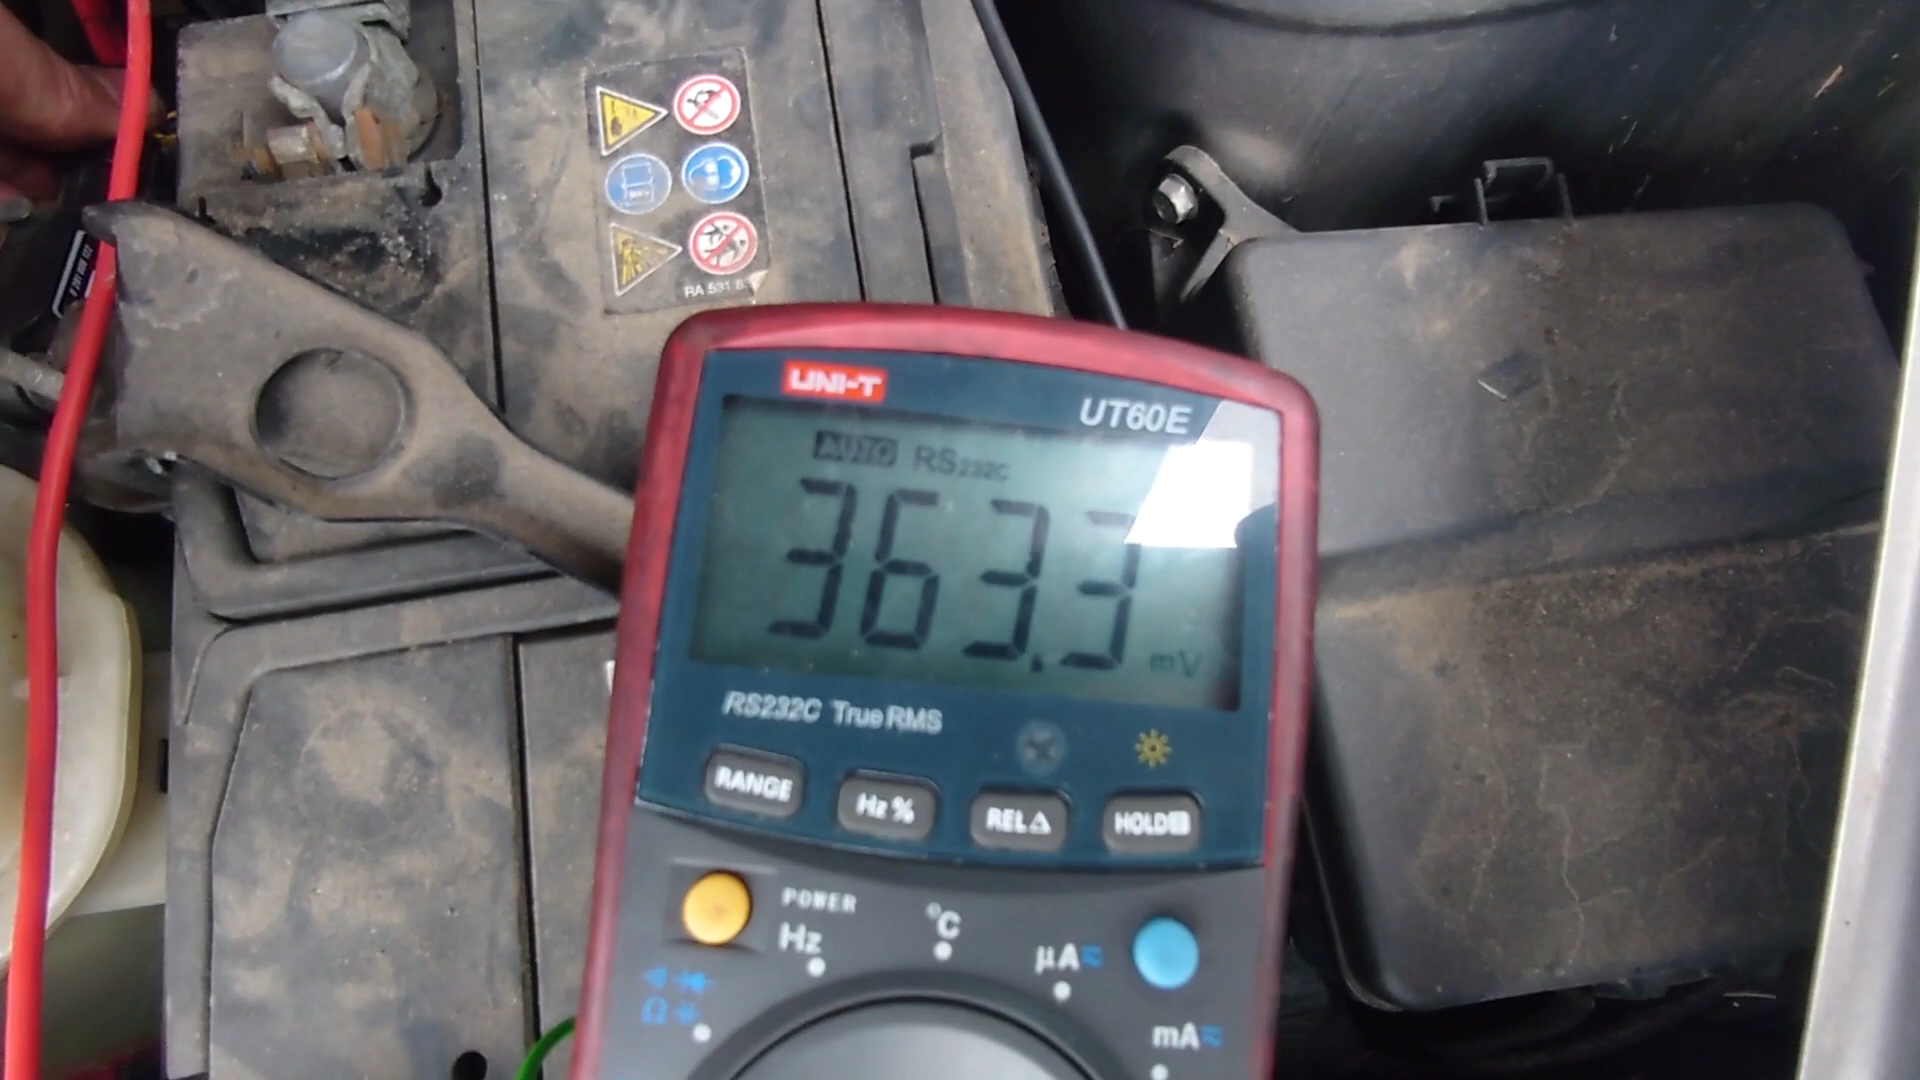 RA 531 8
UNI-T
UT60E
AUTO RS232C
363.3 mV
RS232C True RMS
RANGE
Hz %
REL△
HOLD
POWER
Hz
°C
μA
mA
Ω